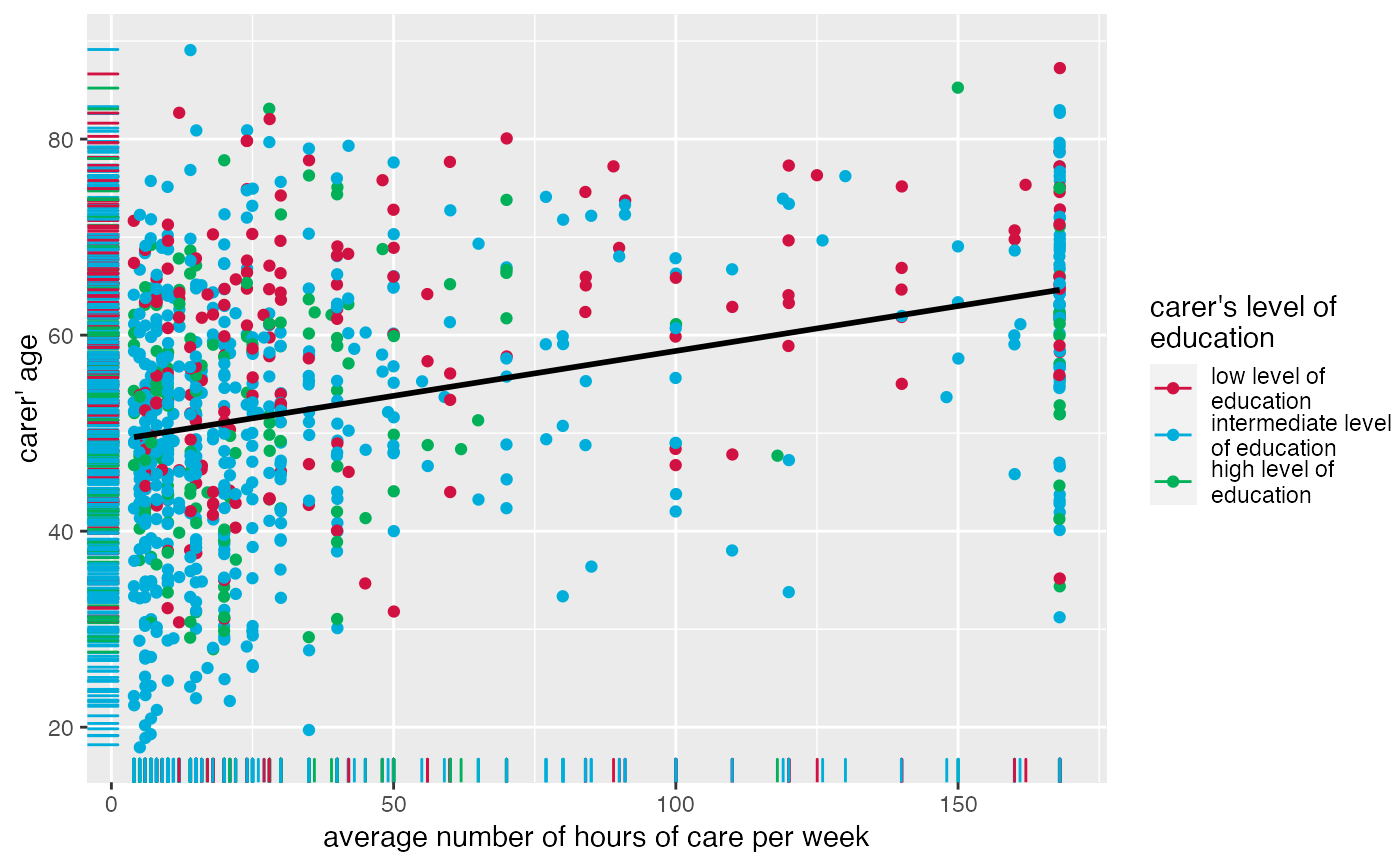 80
60
40
20
carer' age
0
50
100
150
average number of hours of care per week
carer's level of
education
low level of
education
intermediate level
of education
high level of
education